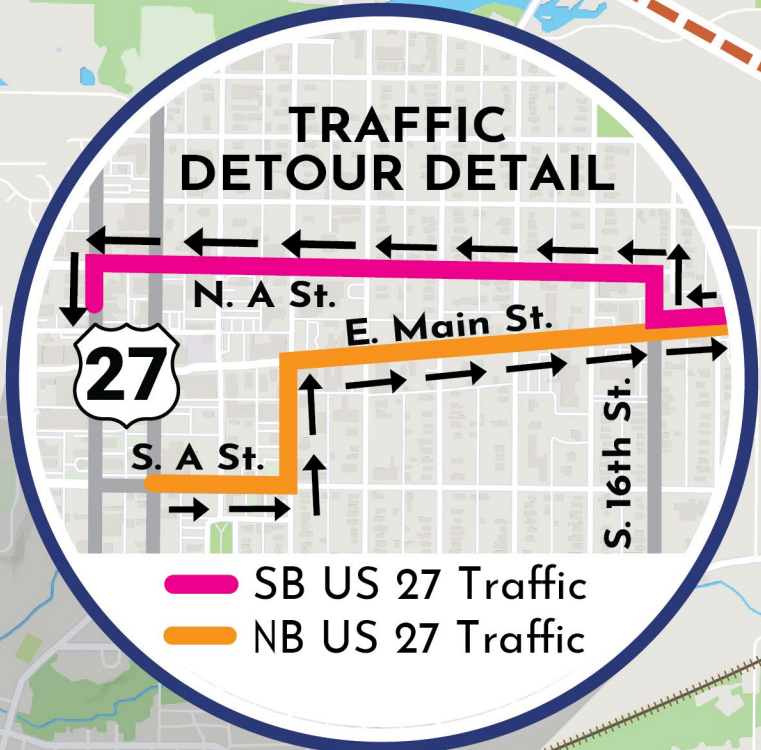 TRAFFIC
DETOUR DETAIL
N. A St.
E. Main St.
27
S. A St.
S. 16th St.
SB US 27 Traffic
NB US 27 Traffic